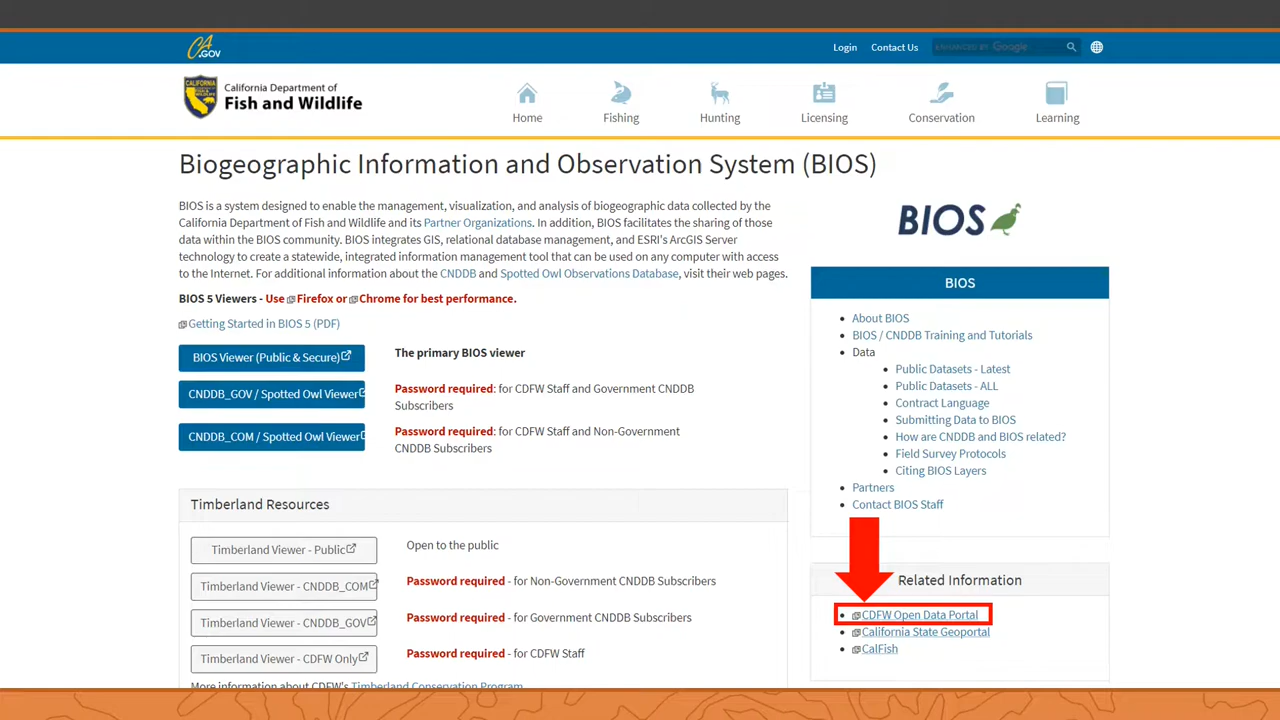 CA.GOV
Login
Contact Us
ENHANCED BY Google
California Department of
Fish and Wildlife
Home
Fishing
Hunting
Licensing
Conservation
Learning
Biogeographic Information and Observation System (BIOS)
BIOS is a system designed to enable the management, visualization, and analysis of biogeographic data collected by the
California Department of Fish and Wildlife and its Partner Organizations. In addition, BIOS facilitates the sharing of those
data within the BIOS community. BIOS integrates GIS, relational database management, and ESRI's ArcGIS Server
technology to create a statewide, integrated information management tool that can be used on any computer with access
to the Internet. For additional information about the CNDDB and Spotted Owl Observations Database, visit their web pages.
BIOS 5 Viewers - Use Firefox or Chrome for best performance.
Getting Started in BIOS 5 (PDF)
BIOS Viewer (Public & Secure)
The primary BIOS viewer
CNDDB_GOV / Spotted Owl Viewer
Password required: for CDFW Staff and Government CNDDB
Subscribers
CNDDB_COM / Spotted Owl Viewer
Password required: for CDFW Staff and Non-Government
CNDDB Subscribers
Timberland Resources
Timberland Viewer - Public
Open to the public
Timberland Viewer - CNDDB_COM
Password required - for Non-Government CNDDB Subscribers
Timberland Viewer - CNDDB_GOV
Password required - for Government CNDDB Subscribers
Timberland Viewer - CDFW Only
Password required - for CDFW Staff
More information about CDFW's Timberland Conservation Program
BIOS
BIOS
About BIOS
BIOS / CNDDB Training and Tutorials
Data
Public Datasets - Latest
Public Datasets - ALL
Contract Language
Submitting Data to BIOS
How are CNDDB and BIOS related?
Field Survey Protocols
Citing BIOS Layers
Partners
Contact BIOS Staff
Related Information
CDFW Open Data Portal
California State Geoportal
CalFish